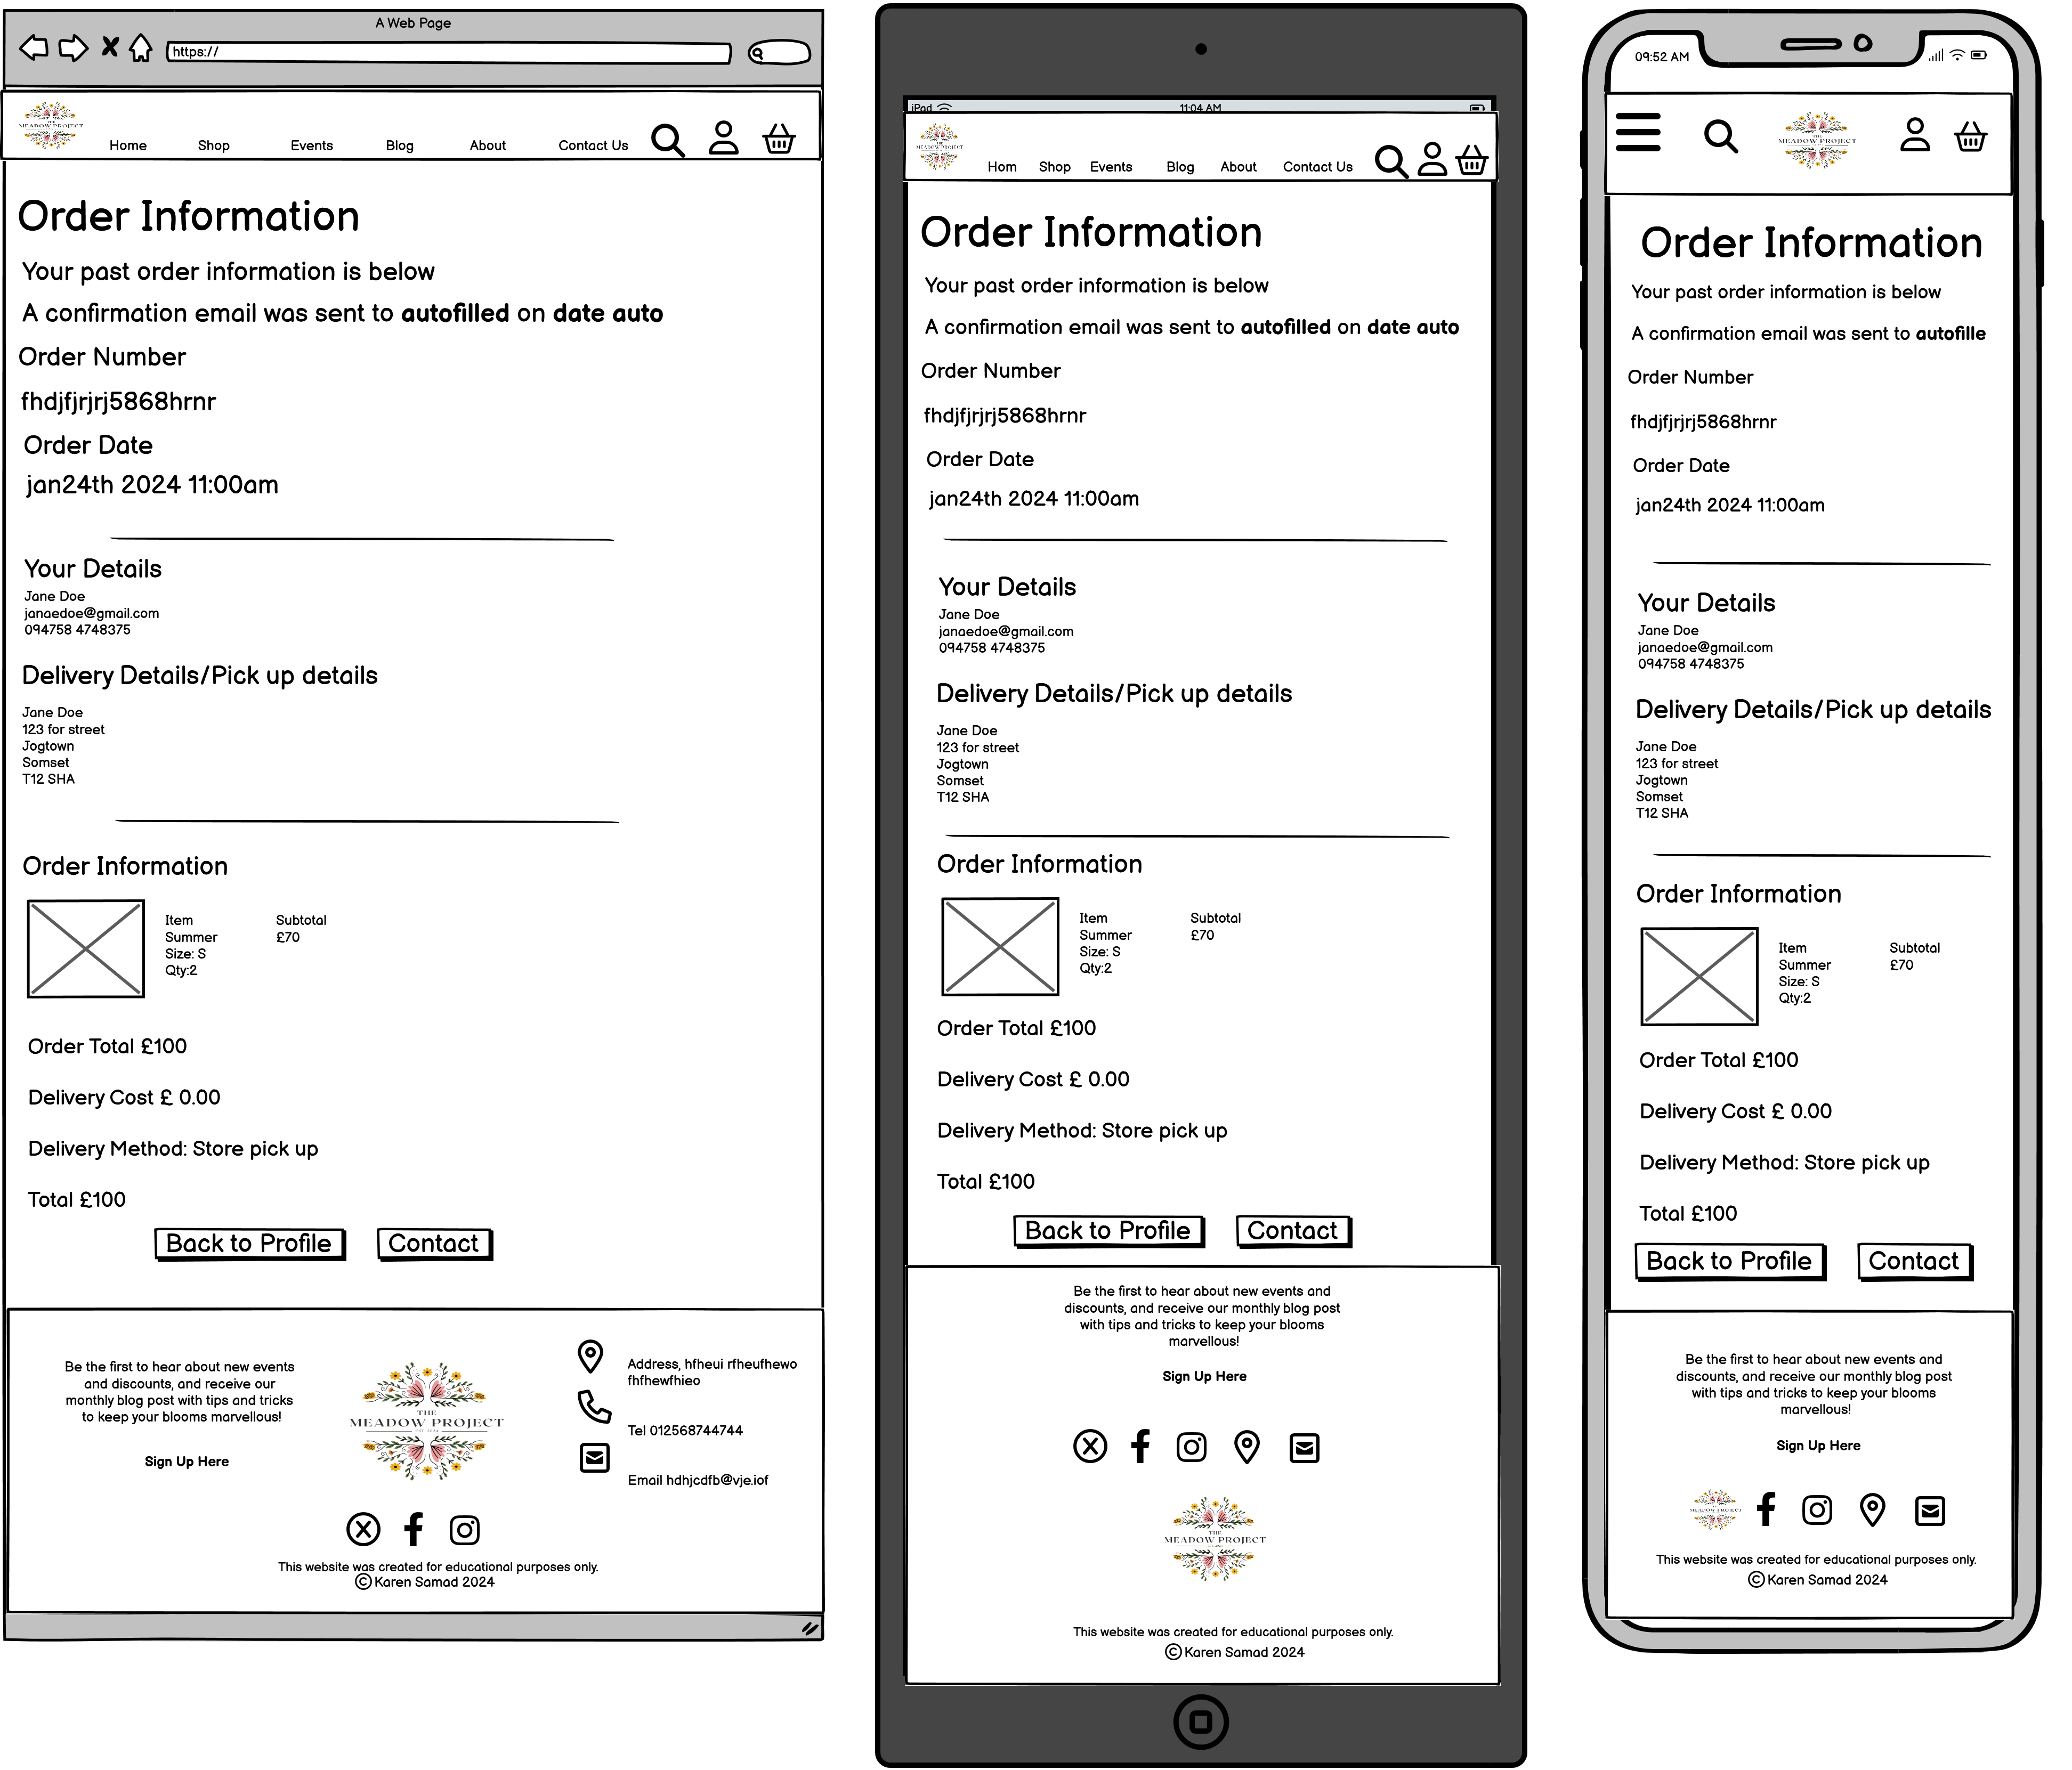 A Web Page
https://
THE
MEADOW PROJECT
Home Shop Events Blog About Contact Us
Order Information
Your past order information is below
A confirmation email was sent to autofilled on date auto
Order Number
fhdjfjrjrj5868hrnr
Order Date
jan24th 2024 11:00am
Your Details
Jane Doe
janaedoe@gmail.com
094758 4748375
Delivery Details/Pick up details
Jane Doe
123 for street
Jogtown
Somset
T12 SHA
Order Information
Item Subtotal
Summer £70
Size: S
Qty:2
Order Total £100
Delivery Cost £ 0.00
Delivery Method: Store pick up
Total £100
Back to Profile Contact
Be the first to hear about new events
and discounts, and receive our
monthly blog post with tips and tricks
to keep your blooms marvellous!
Sign Up Here
THE
MEADOW PROJECT
EST. 2024
Address, hfheui rfheufhewo
fhfhewfhieo
Tel 012568744744
Email hdhjcdfb@vje.iof
This website was created for educational purposes only.
© Karen Samad 2024
iPad 11:04 AM
THE
MEADOW PROJECT
Hom Shop Events Blog About Contact Us
Order Information
Your past order information is below
A confirmation email was sent to autofilled on date auto
Order Number
fhdjfjrjrj5868hrnr
Order Date
jan24th 2024 11:00am
Your Details
Jane Doe
janaedoe@gmail.com
094758 4748375
Delivery Details/Pick up details
Jane Doe
123 for street
Jogtown
Somset
T12 SHA
Order Information
Item Subtotal
Summer £70
Size: S
Qty:2
Order Total £100
Delivery Cost £ 0.00
Delivery Method: Store pick up
Total £100
Back to Profile Contact
Be the first to hear about new events and
discounts, and receive our monthly blog post
with tips and tricks to keep your blooms
marvellous!
Sign Up Here
THE
MEADOW PROJECT
This website was created for educational purposes only.
© Karen Samad 2024
09:52 AM
THE
MEADOW PROJECT
Order Information
Your past order information is below
A confirmation email was sent to autofille
Order Number
fhdjfjrjrj5868hrnr
Order Date
jan24th 2024 11:00am
Your Details
Jane Doe
janaedoe@gmail.com
094758 4748375
Delivery Details/Pick up details
Jane Doe
123 for street
Jogtown
Somset
T12 SHA
Order Information
Item Subtotal
Summer £70
Size: S
Qty:2
Order Total £100
Delivery Cost £ 0.00
Delivery Method: Store pick up
Total £100
Back to Profile Contact
Be the first to hear about new events and
discounts, and receive our monthly blog post
with tips and tricks to keep your blooms
marvellous!
Sign Up Here
MEADOW PROJECT
This website was created for educational purposes only.
© Karen Samad 2024